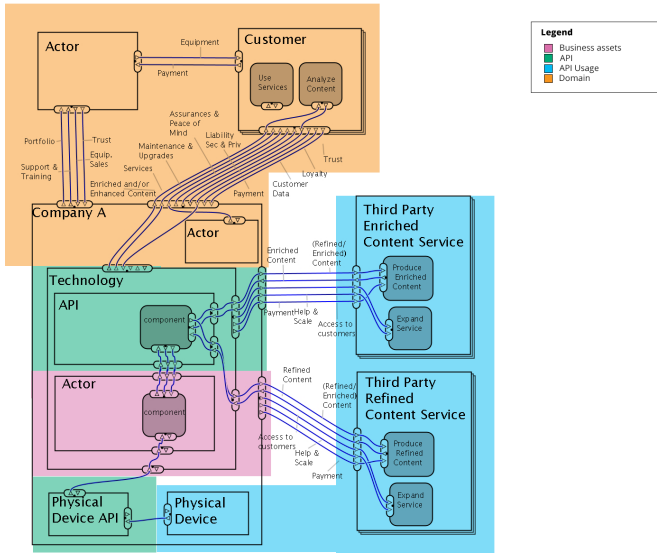 Legend
Business assets
API
API Usage
Domain
Actor
Equipment
Payment
Customer
Use
Services
Analyze
Content
Portfolio
Trust
Support &
Training
Equip.
Sales
Assurances &
Peace of
Mind
Liability
Sec & Priv
Maintenance &
Upgrades
Services
Enriched and/or
Enhanced Content
Payment
Customer
Data
Loyalty
Trust
Company A
Actor
Technology
API
component
Actor
component
Physical
Device API
Physical
Device
Enriched
Content
(Refined/
Enriched)
Content
Payment
Help &
Scale
Access to
customers
Third Party
Enriched
Content Service
Produce
Enriched
Content
Expand
Service
Refined
Content
(Refined/
Enriched)
Content
Access to
customers
Help &
Scale
Payment
Third Party
Refined
Content Service
Produce
Refined
Content
Expand
Service